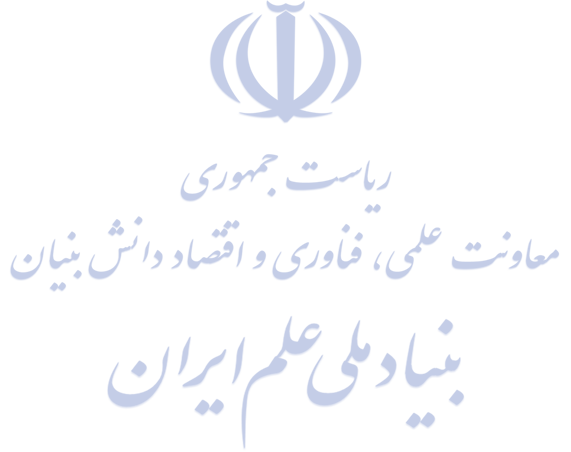 ریاست جمهوری
معاونت علمی، فناوری و اقتصاد دانش بنیان
بنیاد ملی علم ایران